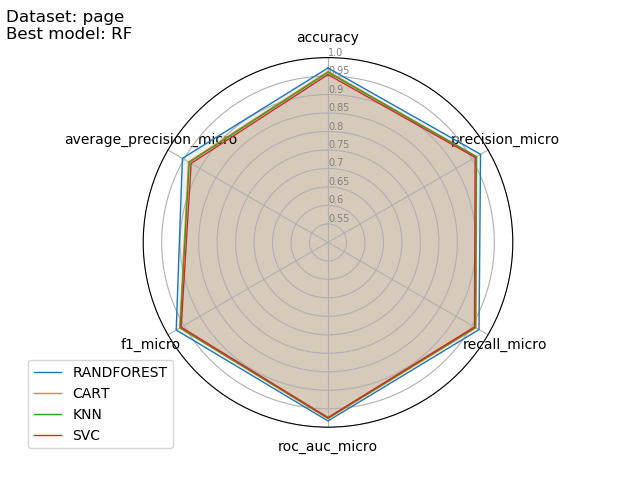 Dataset: page
Best model: RF
accuracy
1.0
0.95
0.9
0.85
0.8
0.75
0.7
0.65
0.6
0.55
average_precision_micro
precision_micro
f1_micro
recall_micro
roc_auc_micro
RANDFOREST
CART
KNN
SVC